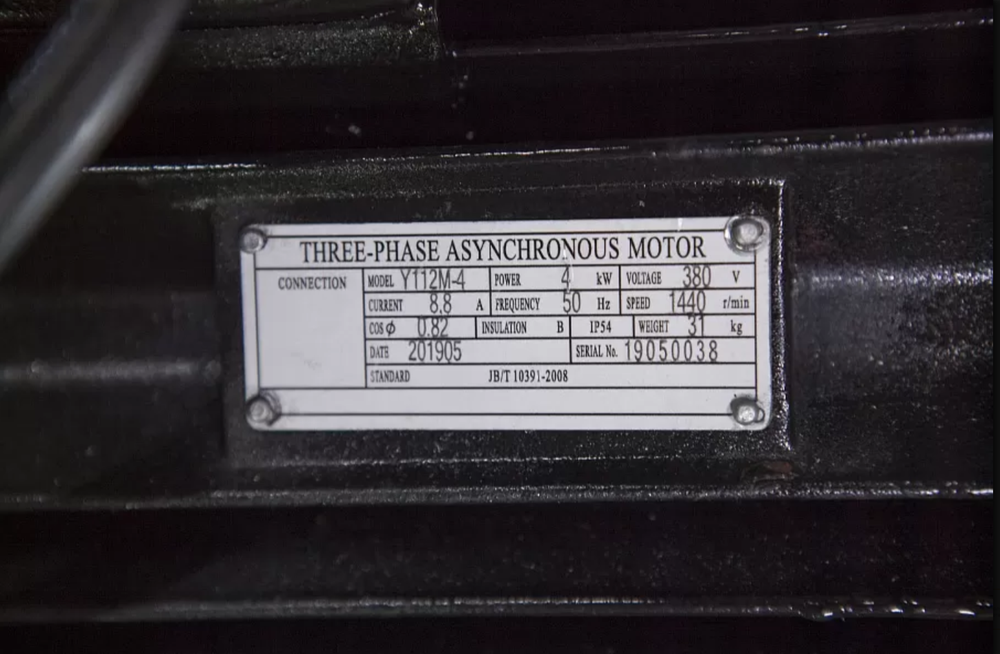 THREE-PHASE ASYNCHRONOUS MOTOR
CONNECTION MODEL Y112M-4 POWER 4 kW VOLTAGE 380 V
CURRENT 8.8 A FREQUENCY 50 Hz SPEED 1440 r/min
COS ϕ 0.82 INSULATION B IP54 WEIGHT 31 kg
DATE 201905 SERIAL No. 19050038
STANDARD JB/T 10391-2008